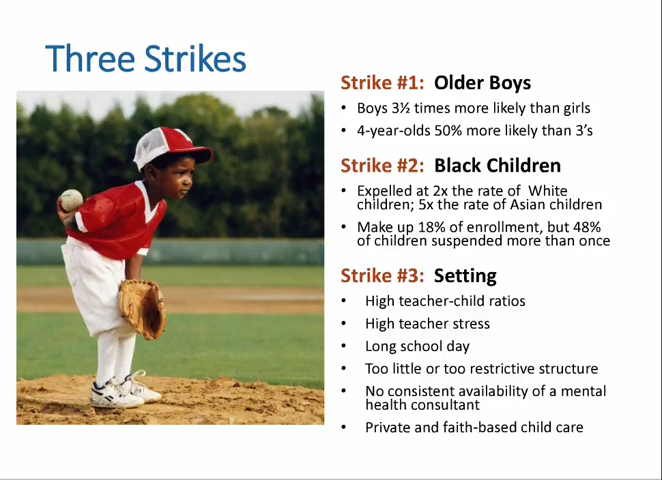 Three Strikes
Strike #1: Older Boys
• Boys 3½ times more likely than girls
• 4-year-olds 50% more likely than 3's
Strike #2: Black Children
• Expelled at 2x the rate of White
children; 5x the rate of Asian children
• Make up 18% of enrollment, but 48%
of children suspended more than once
Strike #3: Setting
• High teacher-child ratios
• High teacher stress
• Long school day
• Too little or too restrictive structure
• No consistent availability of a mental
health consultant
• Private and faith-based child care